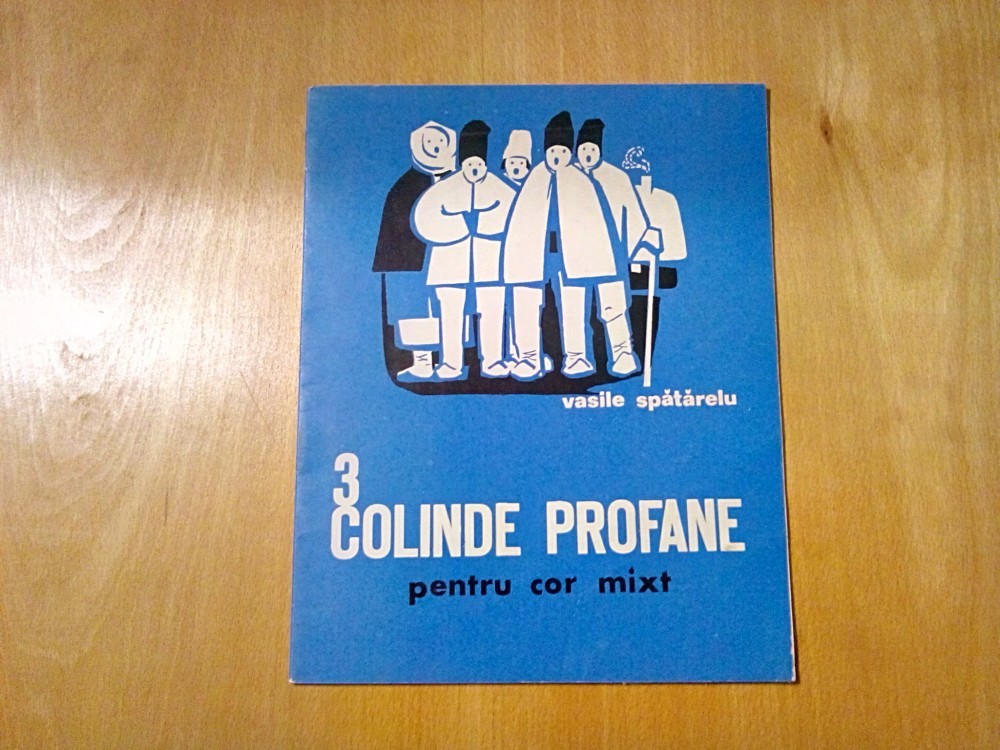 vasile spătărelu
3
COLINDE PROFANE
pentru cor mixt